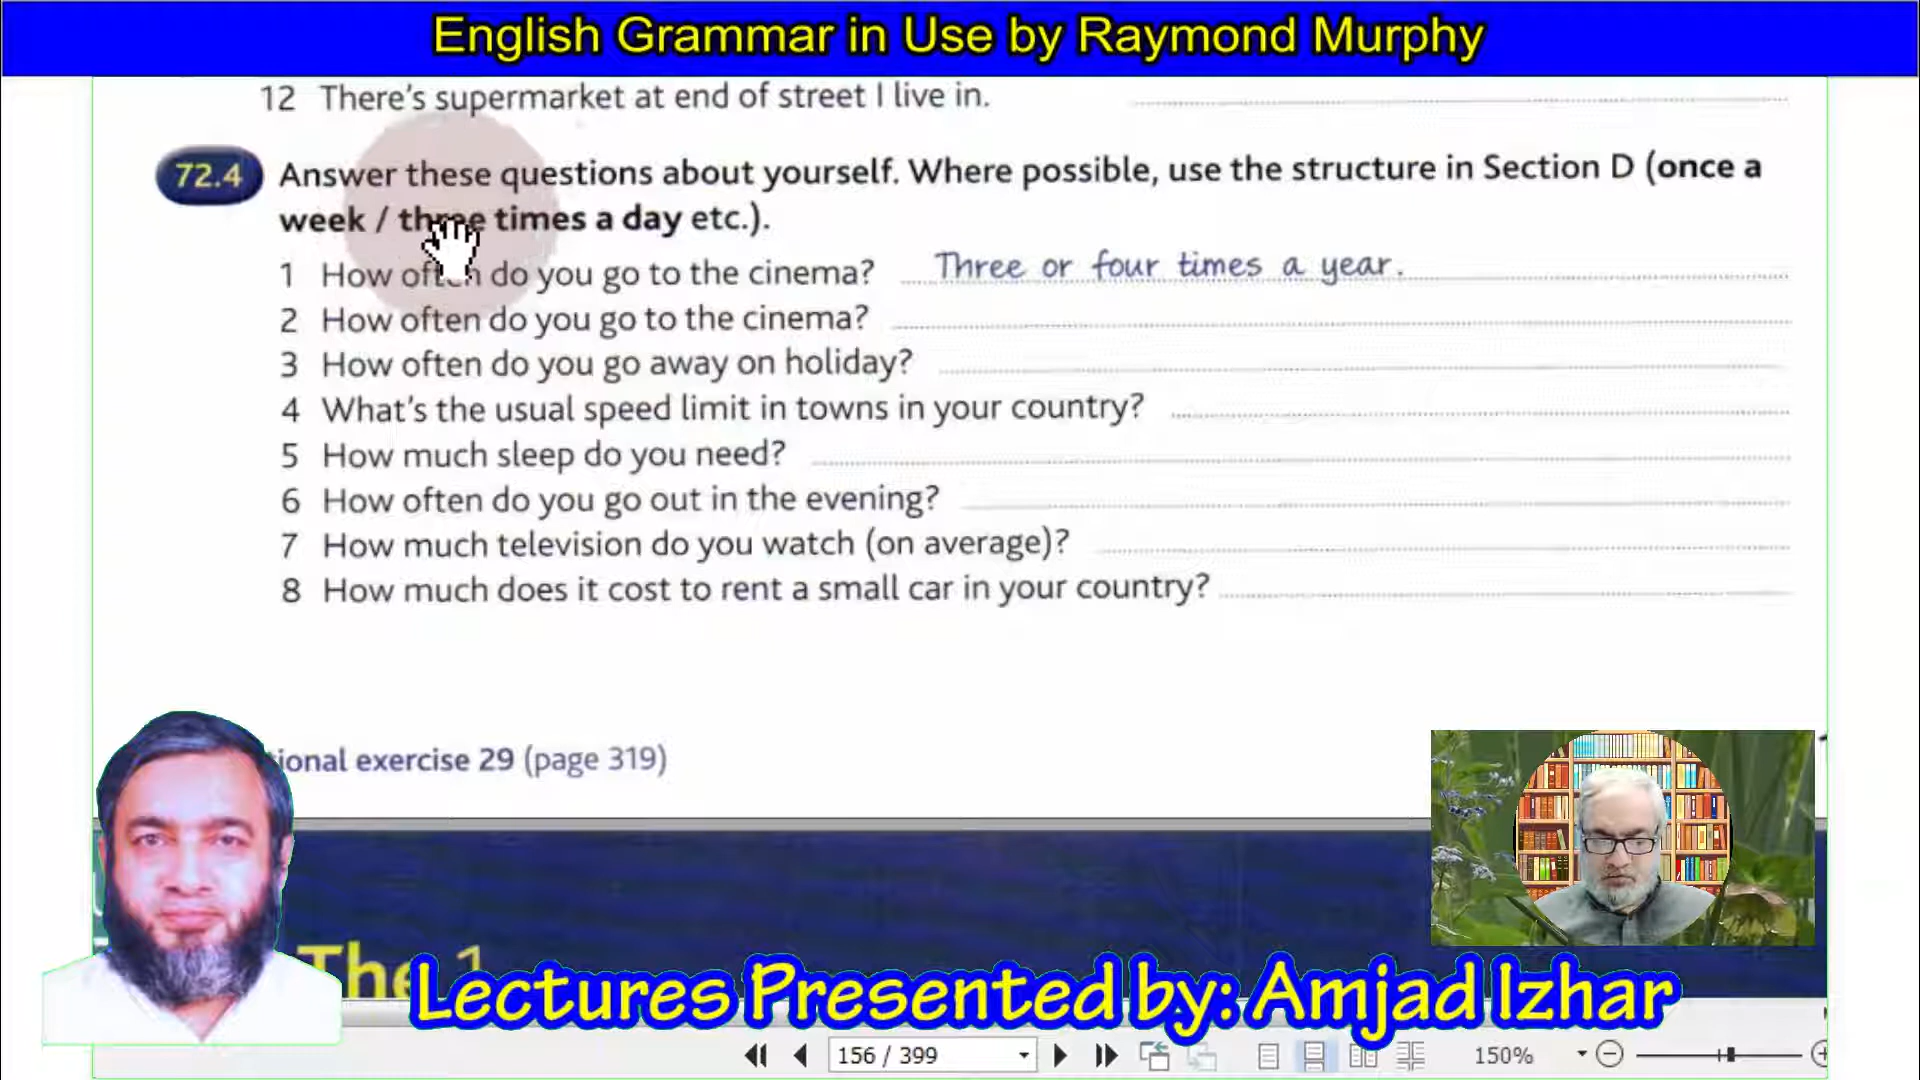 English Grammar in Use by Raymond Murphy
12 There's supermarket at end of street I live in.
72.4 Answer these questions about yourself. Where possible, use the structure in Section D (once a
week / three times a day etc.).
1 How often do you go to the cinema? Three or four times a year.
2 How often do you go to the cinema?
3 How often do you go away on holiday?
4 What's the usual speed limit in towns in your country?
5 How much sleep do you need?
6 How often do you go out in the evening?
7 How much television do you watch (on average)?
8 How much does it cost to rent a small car in your country?
ional exercise 29 (page 319)
The 1
Lectures Presented by: Amjad Izhar
156 / 399 150%